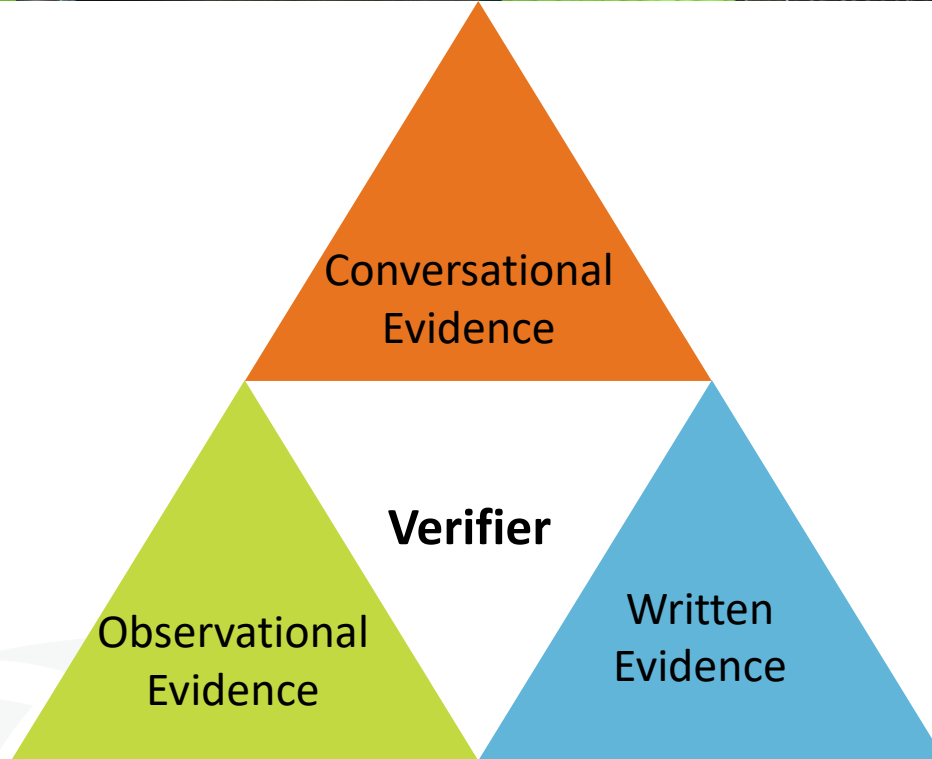 Conversational
Evidence
Verifier
Observational
Evidence
Written
Evidence